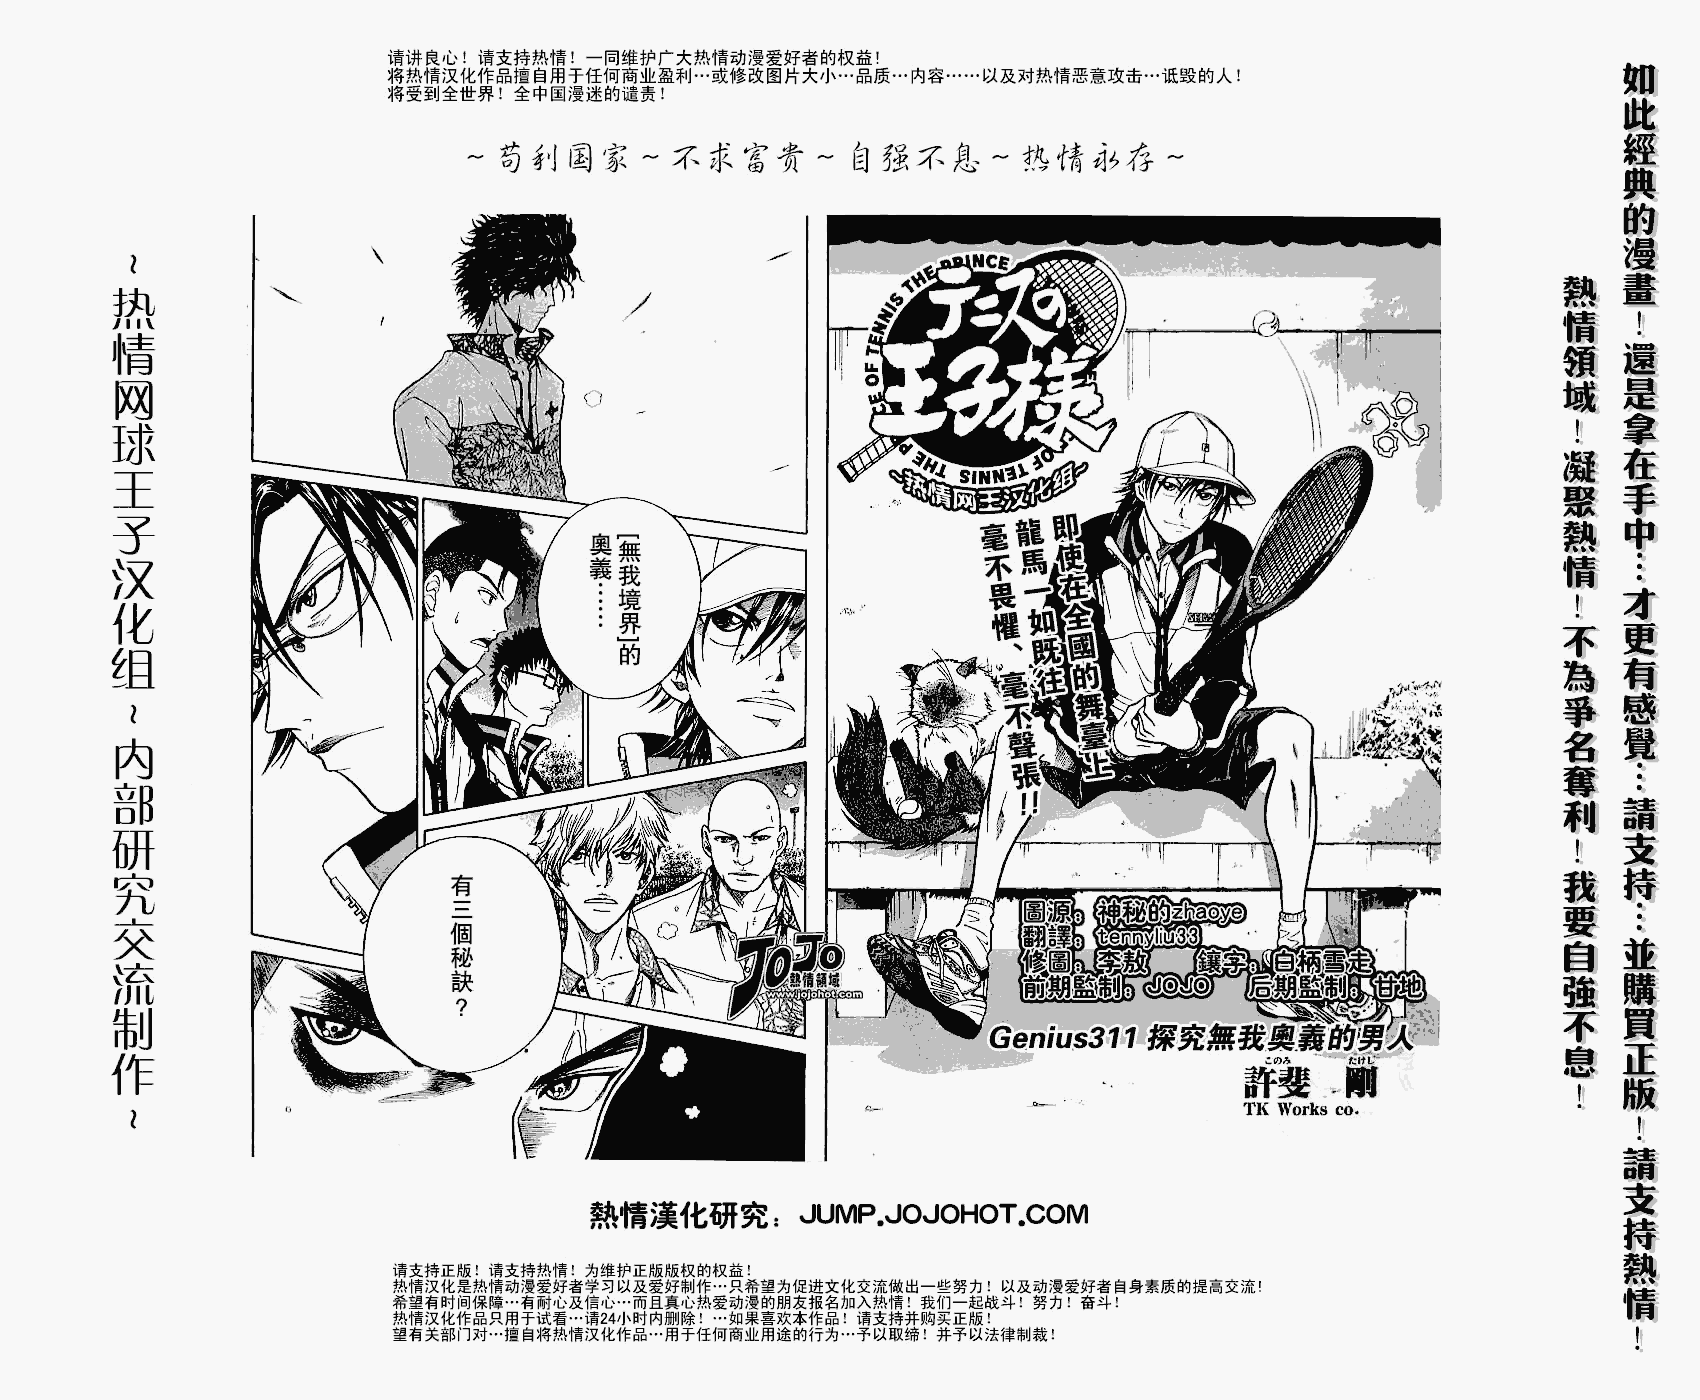 请讲良心！请支持热情！一同维护广大热情动漫爱好者的权益！
将热情汉化作品擅自用于任何商业盈利…或修改图片大小…品质…内容……以及对热情恶意攻击…诋毁的人！
将受到全世界！全中国漫迷的谴责！
～苟利国家～不求富贵～自强不息～热情永存～
如此經典的漫畫！還是拿在手中…才更有感覺…請支持…並購買正版！請支持熱情！
熱情領域！凝聚熱情！不為爭名奪利！我要自強不息！
THE PRINCE OF TENNIS THE PRINCE OF TENNIS
テニスの
王子様
~热情网王汉化组~
即使在全國的舞臺上
龍馬一如既往
毫不畏懼、毫不聲張!!
圖源：神秘的zhaoye
翻譯：tennyliu33
修圖：李敖　鑲字：白柄雪走
前期監制：JOJO　后期監制：甘地
Genius311 探究無我奧義的男人
このみ　たけし
許斐　剛
TK Works co.
[無我境界]的
奧義……
有三個秘訣？
JOJO
熱情領域
www.jojohot.com
～热情网球王子汉化组～内部研究交流制作～
熱情漢化研究：JUMP.JOJOHOT.COM
请支持正版！请支持热情！为维护正版版权的权益！
热情汉化是热情动漫爱好者学习以及爱好制作…只希望为促进文化交流做出一些努力！以及动漫爱好者自身素质的提高交流！
希望有时间保障…有耐心及信心…而且真心热爱动漫的朋友报名加入热情！我们一起战斗！努力！奋斗！
热情汉化作品只用于试看…请24小时内删除！…如果喜欢本作品！请支持并购买正版！
望有关部门对…擅自将热情汉化作品…用于任何商业用途的行为…予以取缔！并予以法律制裁！